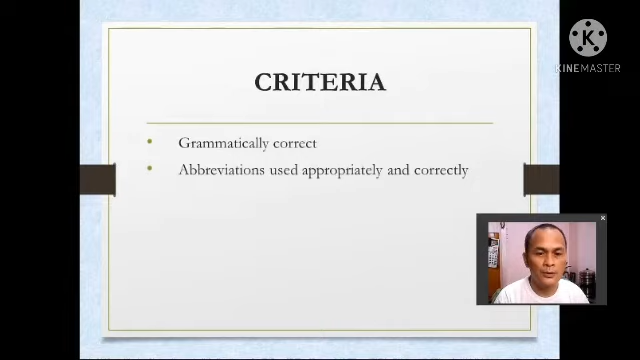 CRITERIA
• Grammatically correct
• Abbreviations used appropriately and correctly
K
KINEMASTER